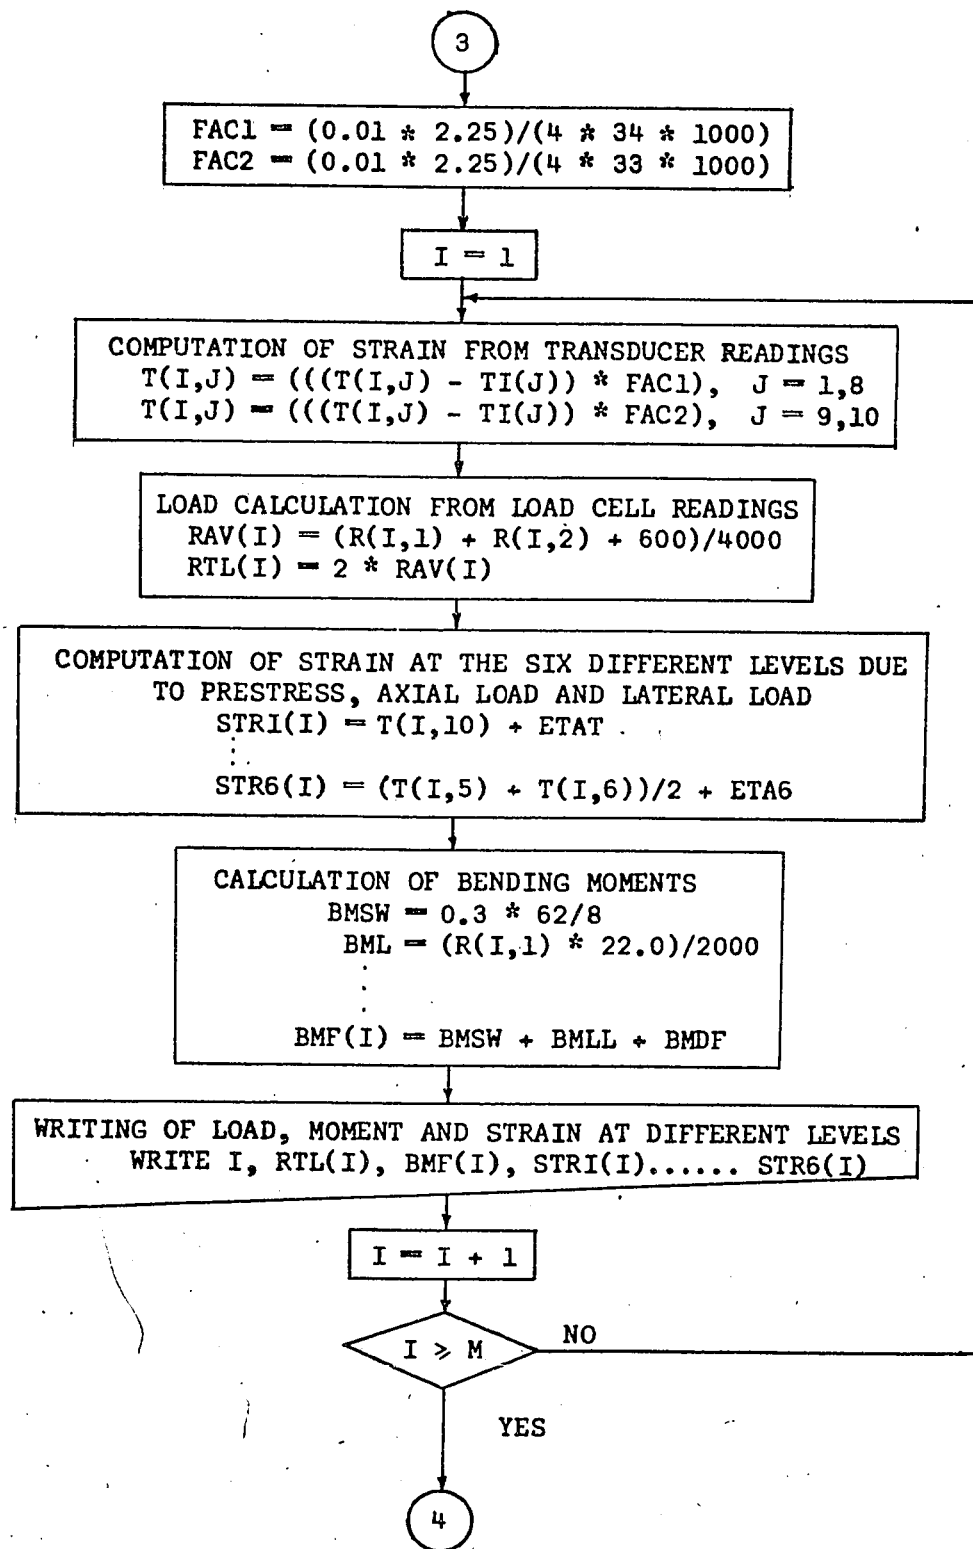 3
FAC1 = (0.01 * 2.25)/(4 * 34 * 1000)
FAC2 = (0.01 * 2.25)/(4 * 33 * 1000)
I = 1
COMPUTATION OF STRAIN FROM TRANSDUCER READINGS
T(I,J) = (((T(I,J) - TI(J)) * FAC1), J = 1,8
T(I,J) = (((T(I,J) - TI(J)) * FAC2), J = 9,10
LOAD CALCULATION FROM LOAD CELL READINGS
RAV(I) = (R(I,1) + R(I,2) + 600)/4000
RTL(I) = 2 * RAV(I)
COMPUTATION OF STRAIN AT THE SIX DIFFERENT LEVELS DUE
TO PRESTRESS, AXIAL LOAD AND LATERAL LOAD
STRI(I) = T(I,10) + ETAT
⋮
STR6(I) = (T(I,5) + T(I,6))/2 + ETA6
CALCULATION OF BENDING MOMENTS
BMSW = 0.3 * 62/8
BML = (R(I,1) * 22.0)/2000
⋮
BMF(I) = BMSW + BMLL + BMDF
WRITING OF LOAD, MOMENT AND STRAIN AT DIFFERENT LEVELS
WRITE I, RTL(I), BMF(I), STRI(I)...... STR6(I)
I = I + 1
I ⩾ M
NO
YES
4